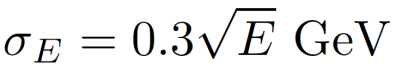 σ_E = 0.3√E GeV